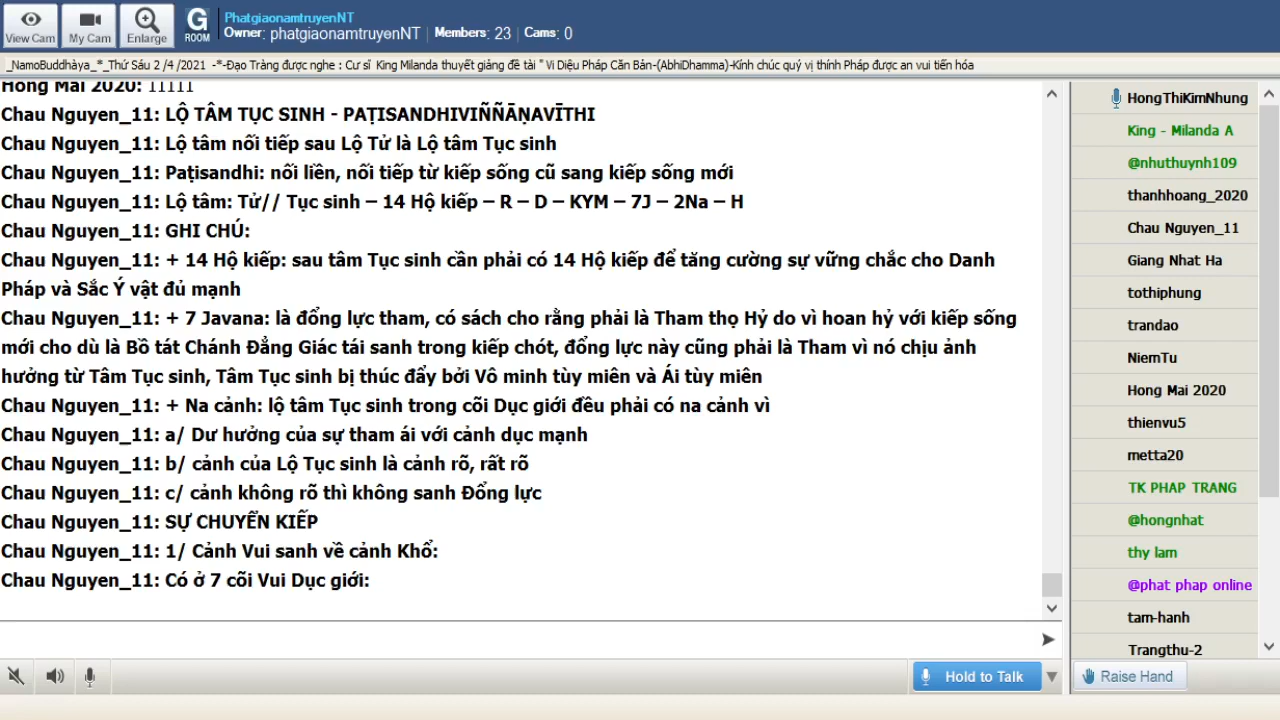 View Cam
My Cam
Enlarge
G
ROOM
PhatgiaonamtruyenNT
Owner: phatgiaonamtruyenNT | Members: 23 | Cams: 0
_NamoBuddhàya_*_Thứ Sáu 2 /4 /2021 -*-Đạo Tràng được nghe : Cư sĩ King Milanda thuyết giảng đề tài " Vi Diệu Pháp Căn Bản-(AbhiDhamma)-Kính chúc quý vị thính Pháp được an vui tiến hóa
Hong Mai 2020: 11111
Chau Nguyen_11: LỘ TÂM TỤC SINH - PAṬISANDHIVIÑÑĀṆAVĪTHI
Chau Nguyen_11: Lộ tâm nối tiếp sau Lộ Tử là Lộ tâm Tục sinh
Chau Nguyen_11: Paṭisandhi: nối liền, nối tiếp từ kiếp sống cũ sang kiếp sống mới
Chau Nguyen_11: Lộ tâm: Tử// Tục sinh – 14 Hộ kiếp – R – D – KYM – 7J – 2Na – H
Chau Nguyen_11: GHI CHÚ:
Chau Nguyen_11: + 14 Hộ kiếp: sau tâm Tục sinh cần phải có 14 Hộ kiếp để tăng cường sự vững chắc cho Danh
Pháp và Sắc Ý vật đủ mạnh
Chau Nguyen_11: + 7 Javana: là đổng lực tham, có sách cho rằng phải là Tham thọ Hỷ do vì hoan hỷ với kiếp sống
mới cho dù là Bồ tát Chánh Đẳng Giác tái sanh trong kiếp chót, đổng lực này cũng phải là Tham vì nó chịu ảnh
hưởng từ Tâm Tục sinh, Tâm Tục sinh bị thúc đẩy bởi Vô minh tùy miên và Ái tùy miên
Chau Nguyen_11: + Na cảnh: lộ tâm Tục sinh trong cõi Dục giới đều phải có na cảnh vì
Chau Nguyen_11: a/ Dư hưởng của sự tham ái với cảnh dục mạnh
Chau Nguyen_11: b/ cảnh của Lộ Tục sinh là cảnh rõ, rất rõ
Chau Nguyen_11: c/ cảnh không rõ thì không sanh Đổng lực
Chau Nguyen_11: SỰ CHUYỂN KIẾP
Chau Nguyen_11: 1/ Cảnh Vui sanh về cảnh Khổ:
Chau Nguyen_11: Có ở 7 cõi Vui Dục giới:
HongThiKimNhung
King - Milanda A
@nhuthuynh109
thanhhoang_2020
Chau Nguyen_11
Giang Nhat Ha
tothiphung
trandao
NiemTu
Hong Mai 2020
thienvu5
metta20
TK PHAP TRANG
@hongnhat
thy lam
@phat phap online
tam-hanh
Trangthu-2
Hold to Talk
Raise Hand